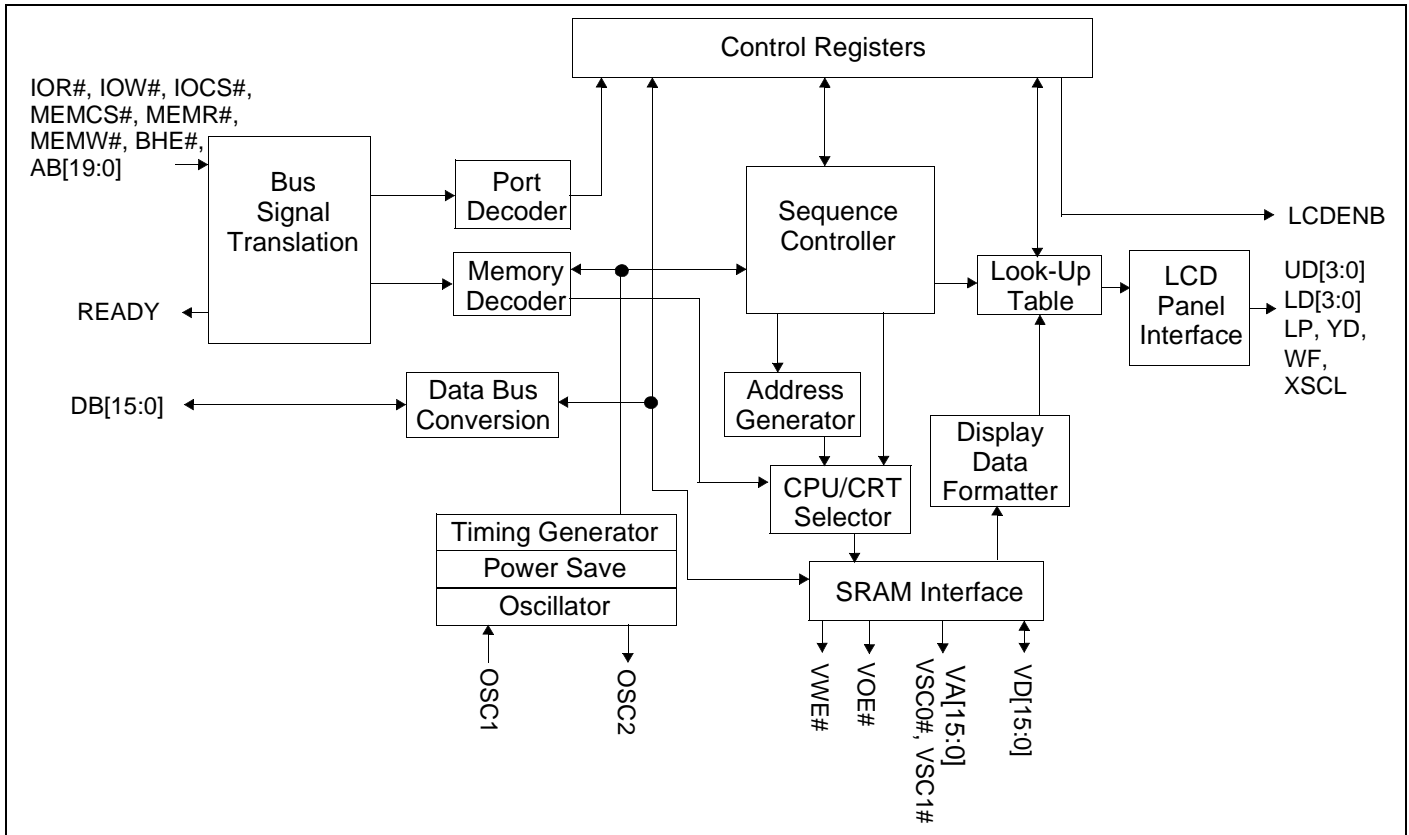 Control Registers
IOR#, IOW#, IOCS#,
MEMCS#, MEMR#,
MEMW#, BHE#,
AB[19:0]
Bus
Signal
Translation
Port
Decoder
Sequence
Controller
LCDENB
Memory
Decoder
Look-Up
Table
LCD
Panel
Interface
UD[3:0]
LD[3:0]
LP, YD,
WF,
XSCL
READY
DB[15:0]
Data Bus
Conversion
Address
Generator
Display
Data
Formatter
CPU/CRT
Selector
Timing Generator
Power Save
Oscillator
SRAM Interface
OSC1
OSC2
VWE#
VOE#
VA[15:0]
VSC0#, VSC1#
VD[15:0]